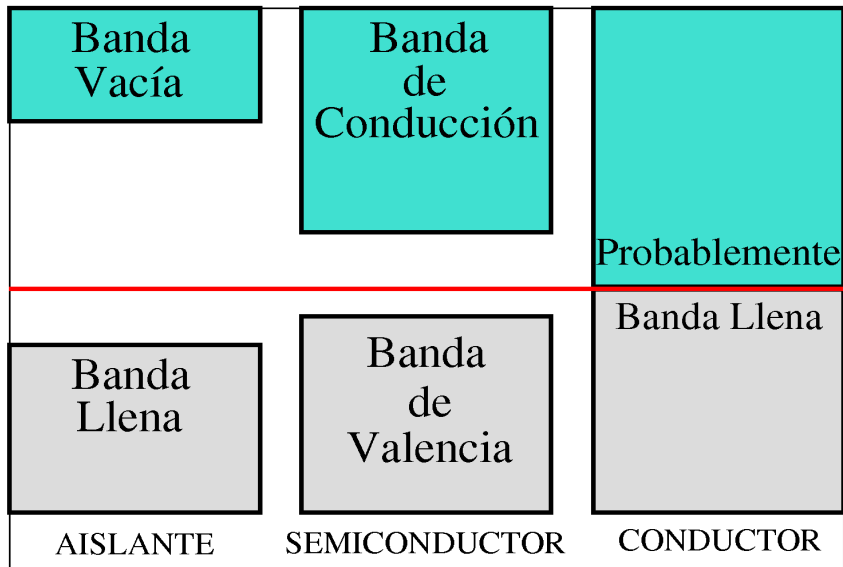 Banda
Vacía
Banda
de
Conducción
Probablemente
Banda Llena
Banda
Llena
Banda
de
Valencia
AISLANTE
SEMICONDUCTOR
CONDUCTOR